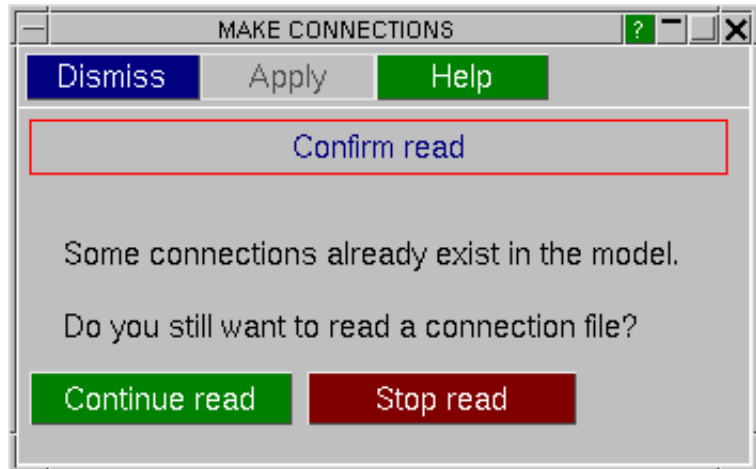 MAKE CONNECTIONS ?
Dismiss Apply Help
Confirm read
Some connections already exist in the model.
Do you still want to read a connection file?
Continue read Stop read